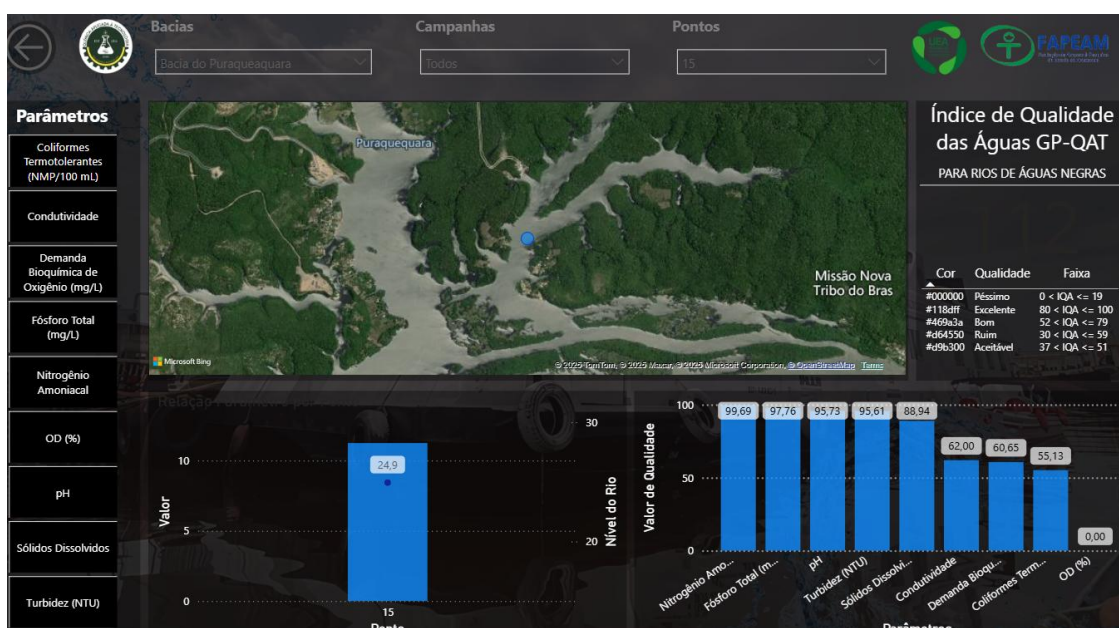 Bacias
Campanhas
Pontos
Bacia do Puraqueaquara
Todos
15
UEA
FAPEAM
Parâmetros
Coliformes
Termotolerantes
(NMP/100 mL)
Condutividade
Demanda
Bioquímica de
Oxigênio (mg/L)
Fósforo Total
(mg/L)
Nitrogênio
Amoniacal
OD (%)
pH
Sólidos Dissolvidos
Turbidez (NTU)
Puraquequara
Missão Nova
Tribo do Bras
Microsoft Bing
© 2025 TomTom, © 2025 Maxar, © 2025 Microsoft Corporation, © OpenStreetMap Terms
Índice de Qualidade
das Águas GP-QAT
PARA RIOS DE ÁGUAS NEGRAS
Cor Qualidade Faixa
#000000 Péssimo 0 < IQA <= 19
#118dff Excelente 80 < IQA <= 100
#469a3a Bom 52 < IQA <= 79
#d64550 Ruim 30 < IQA <= 59
#d9b300 Aceitável 37 < IQA <= 51
Valor
10
5
0
24,9
30
20
Nível do Rio
15
Ponto
Valor de Qualidade
100
50
0
99,69
97,76
95,73
95,61
88,94
62,00
60,65
55,13
0,00
Nitrogênio Amo...
Fósforo Total (m...
pH
Turbidez (NTU)
Sólidos Dissolvi...
Condutividade
Demanda Bioqu...
Coliformes Term...
OD (%)
Parâmetros